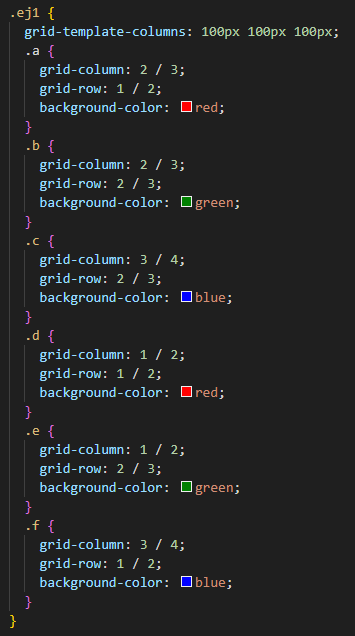 .ej1 {
grid-template-columns: 100px 100px 100px;
.a {
grid-column: 2 / 3;
grid-row: 1 / 2;
background-color: red;
}
.b {
grid-column: 2 / 3;
grid-row: 2 / 3;
background-color: green;
}
.c {
grid-column: 3 / 4;
grid-row: 2 / 3;
background-color: blue;
}
.d {
grid-column: 1 / 2;
grid-row: 1 / 2;
background-color: red;
}
.e {
grid-column: 1 / 2;
grid-row: 2 / 3;
background-color: green;
}
.f {
grid-column: 3 / 4;
grid-row: 1 / 2;
background-color: blue;
}
}